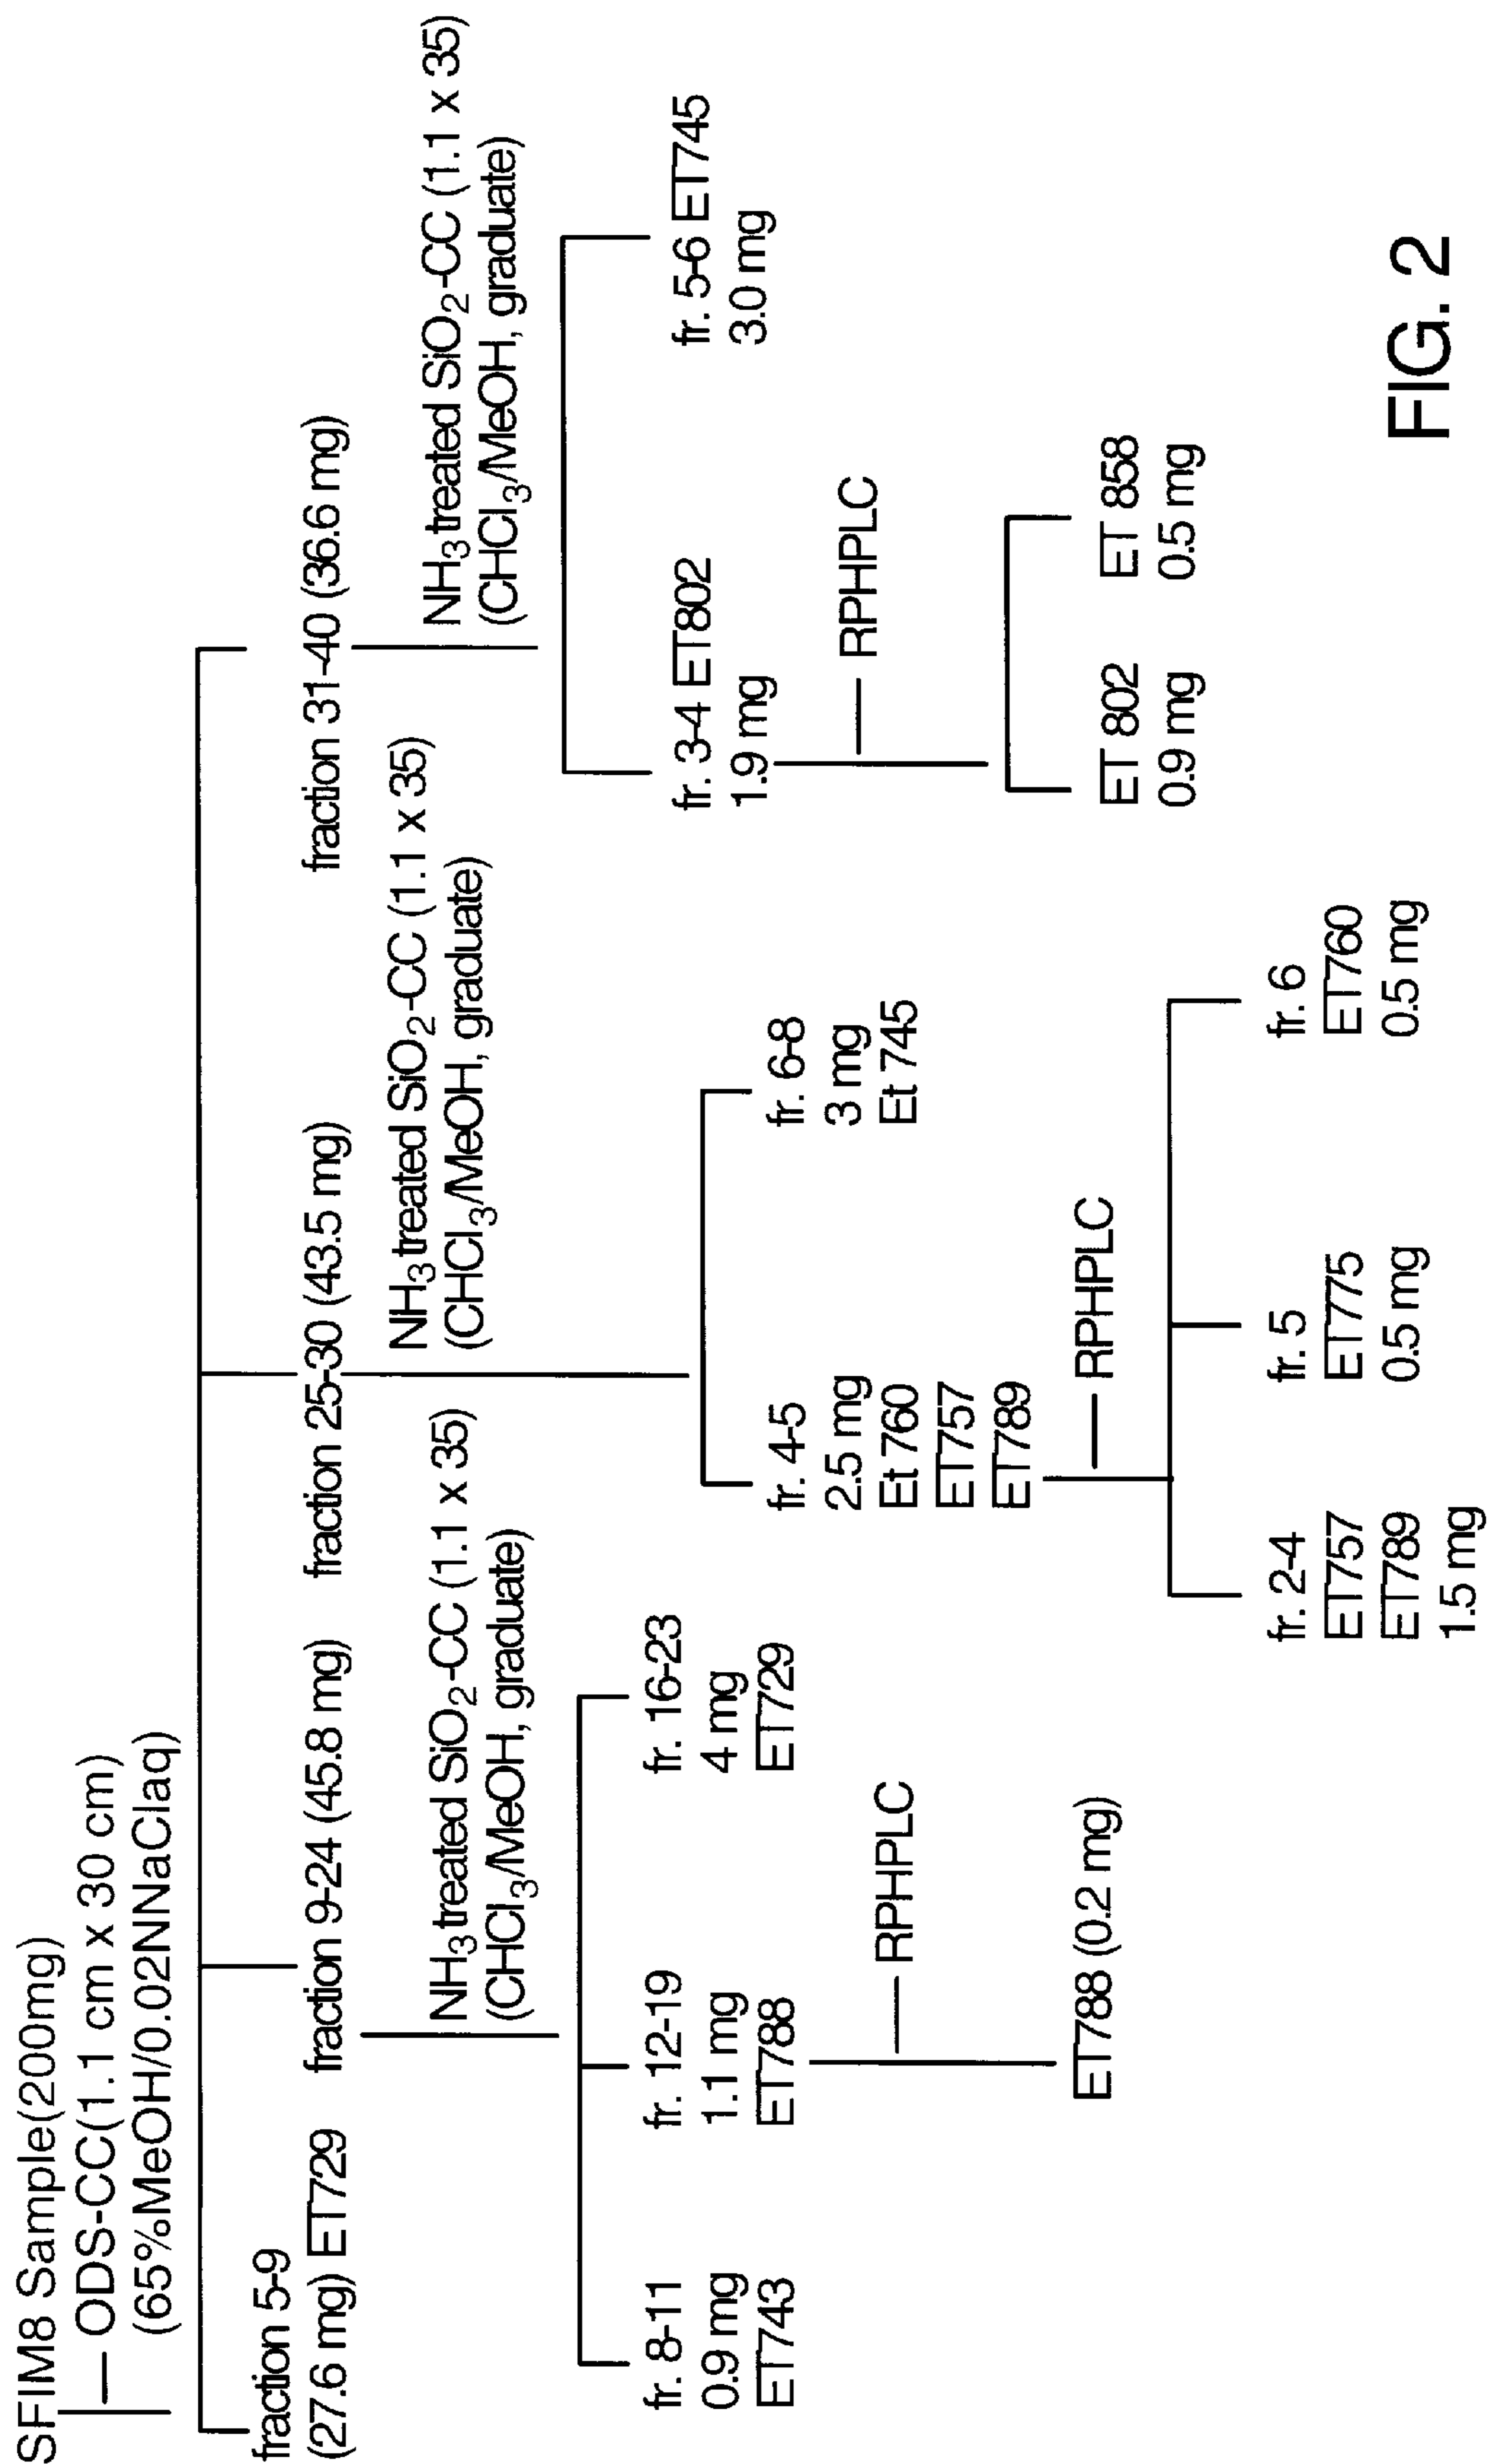 SFIM8 Sample(200mg)
ODS-CC(1.1 cm x 30 cm)
(65%MeOH/0.02NNaClaq)
fraction 5-9
(27.6 mg) ET729
fraction 9-24 (45.8 mg)
NH₃ treated SiO₂-CC (1.1 x 35)
(CHCl₃/MeOH, graduate)
fr. 8-11
0.9 mg
ET743
fr. 12-19
1.1 mg
ET788
RPHPLC
ET788 (0.2 mg)
fr. 16-23
4 mg
ET729
fraction 25-30 (43.5 mg)
NH₃ treated SiO₂-CC (1.1 x 35)
(CHCl₃/MeOH, graduate)
fr. 4-5
2.5 mg
Et 760
ET757
ET789
RPHPLC
fr. 2-4
ET757
ET789
1.5 mg
fr. 5
ET775
0.5 mg
fr. 6
ET760
0.5 mg
fr. 6-8
3 mg
Et 745
fraction 31-40 (36.6 mg)
NH₃ treated SiO₂-CC (1.1 x 35)
(CHCl₃/MeOH, graduate)
fr. 3-4 ET802
1.9 mg
RPHPLC
ET 802
0.9 mg
ET 858
0.5 mg
fr. 5-6 ET745
3.0 mg
FIG. 2